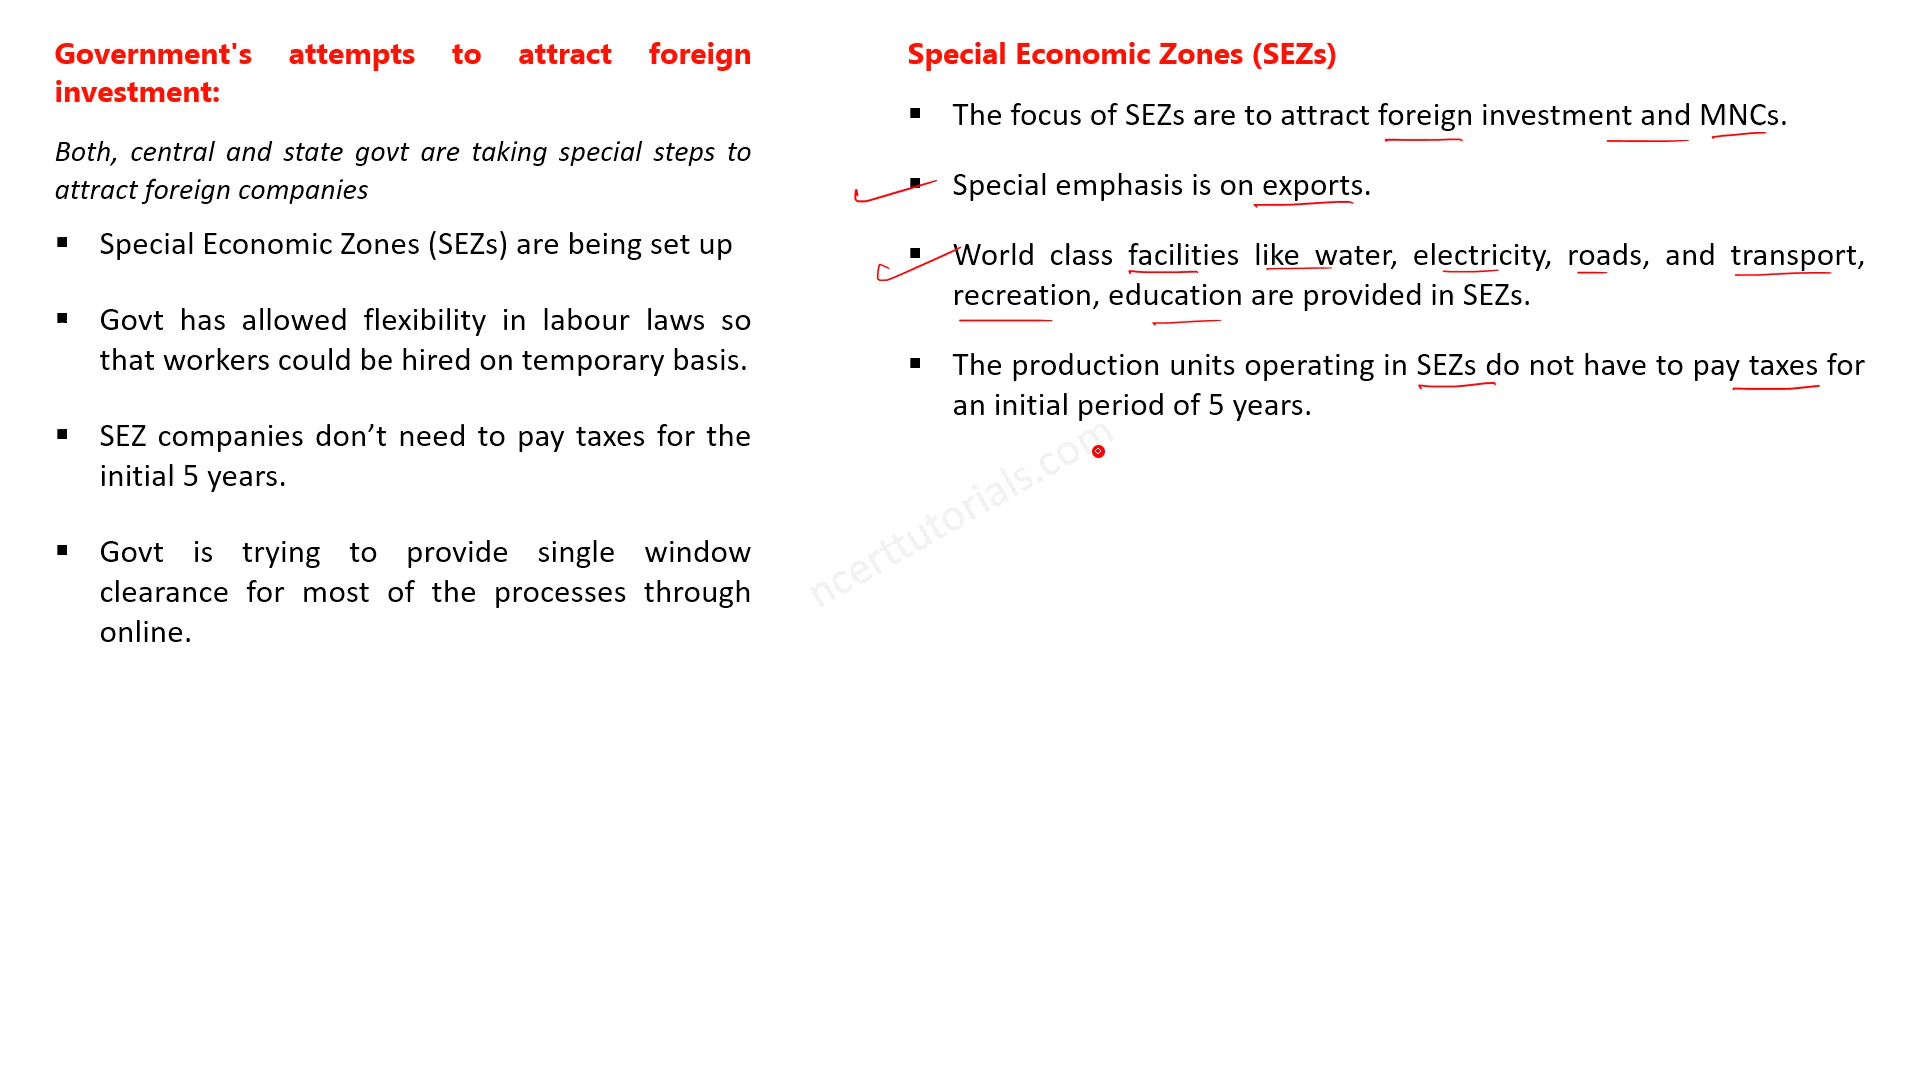 Government's attempts to attract foreign
investment:
Both, central and state govt are taking special steps to
attract foreign companies
▪ Special Economic Zones (SEZs) are being set up
▪ Govt has allowed flexibility in labour laws so
that workers could be hired on temporary basis.
▪ SEZ companies don’t need to pay taxes for the
initial 5 years.
▪ Govt is trying to provide single window
clearance for most of the processes through
online.
Special Economic Zones (SEZs)
▪ The focus of SEZs are to attract foreign investment and MNCs.
▪ Special emphasis is on exports.
▪ World class facilities like water, electricity, roads, and transport,
recreation, education are provided in SEZs.
▪ The production units operating in SEZs do not have to pay taxes for
an initial period of 5 years.
ncerttutorials.com